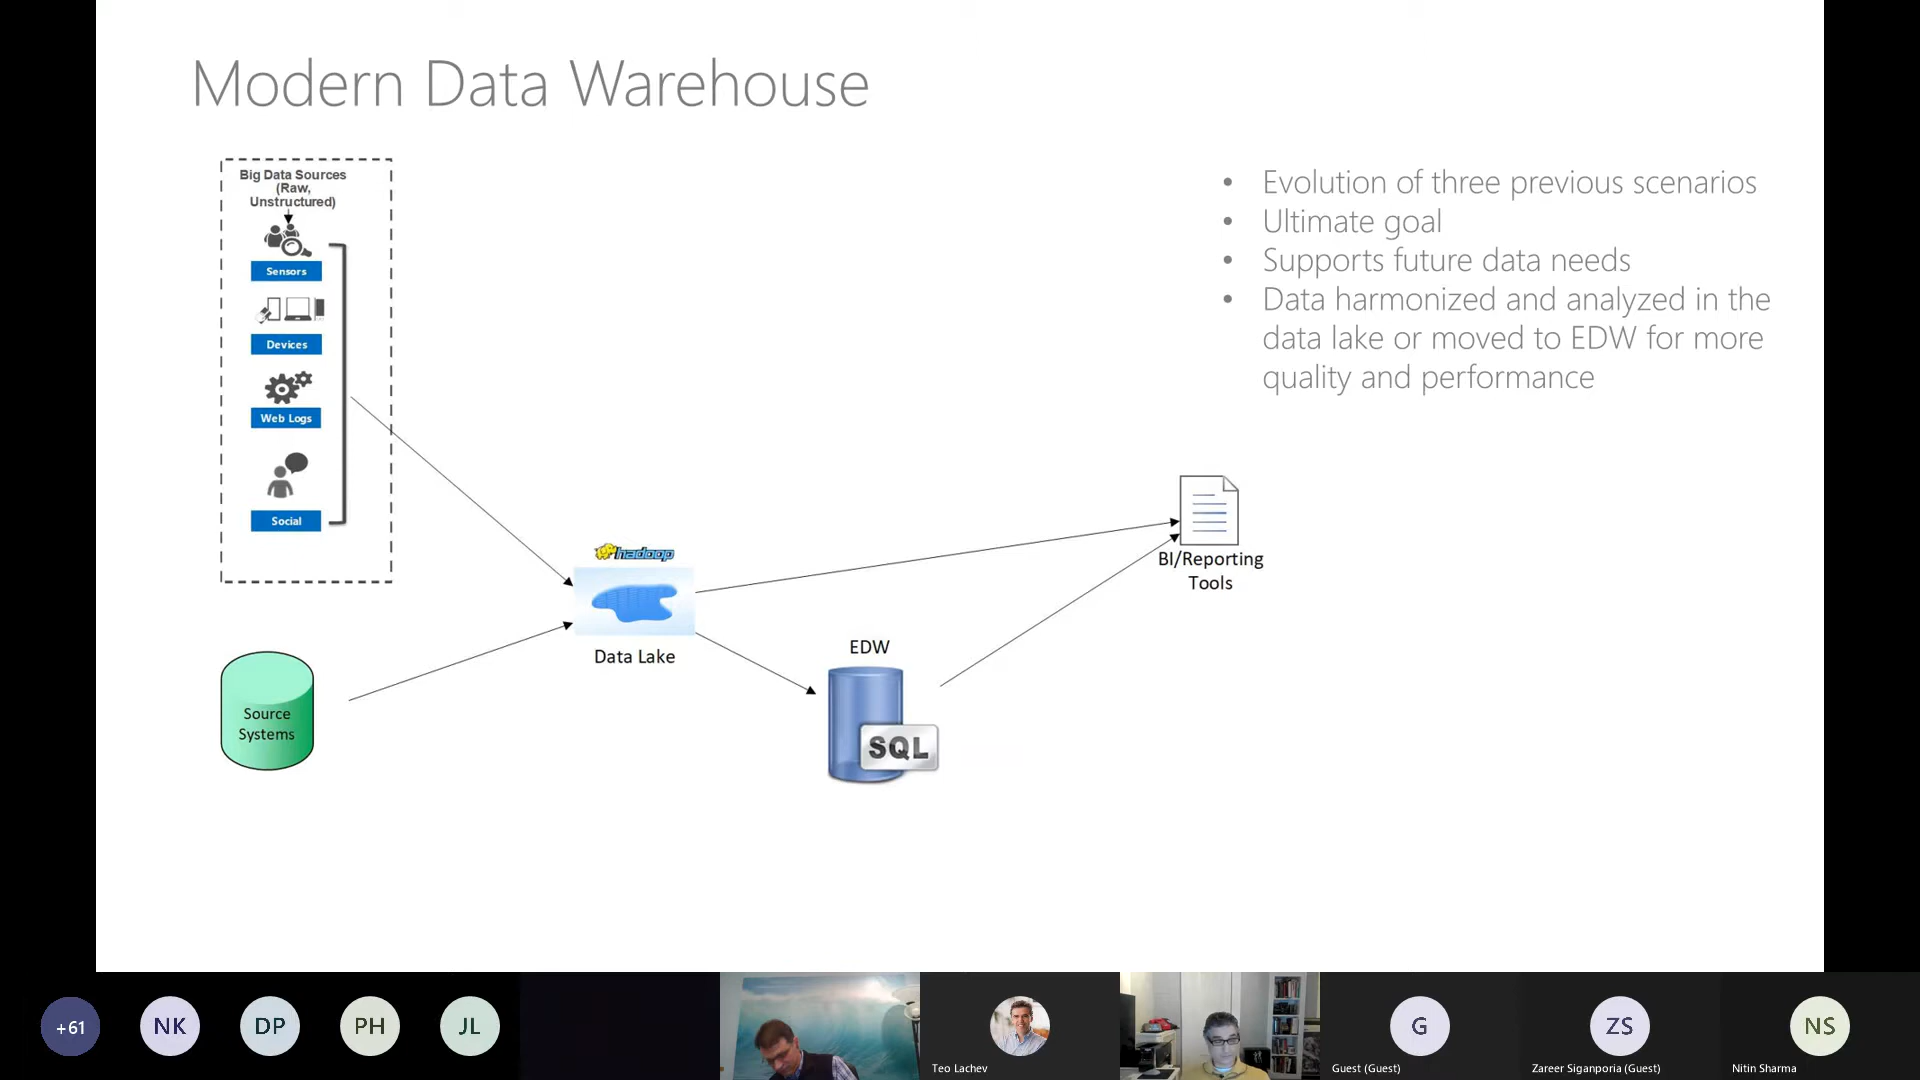 Modern Data Warehouse
Big Data Sources
(Raw,
Unstructured)
Sensors
Devices
Web Logs
Social
Source
Systems
hadoop
Data Lake
EDW
SQL
BI/Reporting
Tools
• Evolution of three previous scenarios
• Ultimate goal
• Supports future data needs
• Data harmonized and analyzed in the
data lake or moved to EDW for more
quality and performance
+61
NK
DP
PH
JL
Teo Lachev
G
Guest (Guest)
ZS
Zareer Siganporia (Guest)
NS
Nitin Sharma